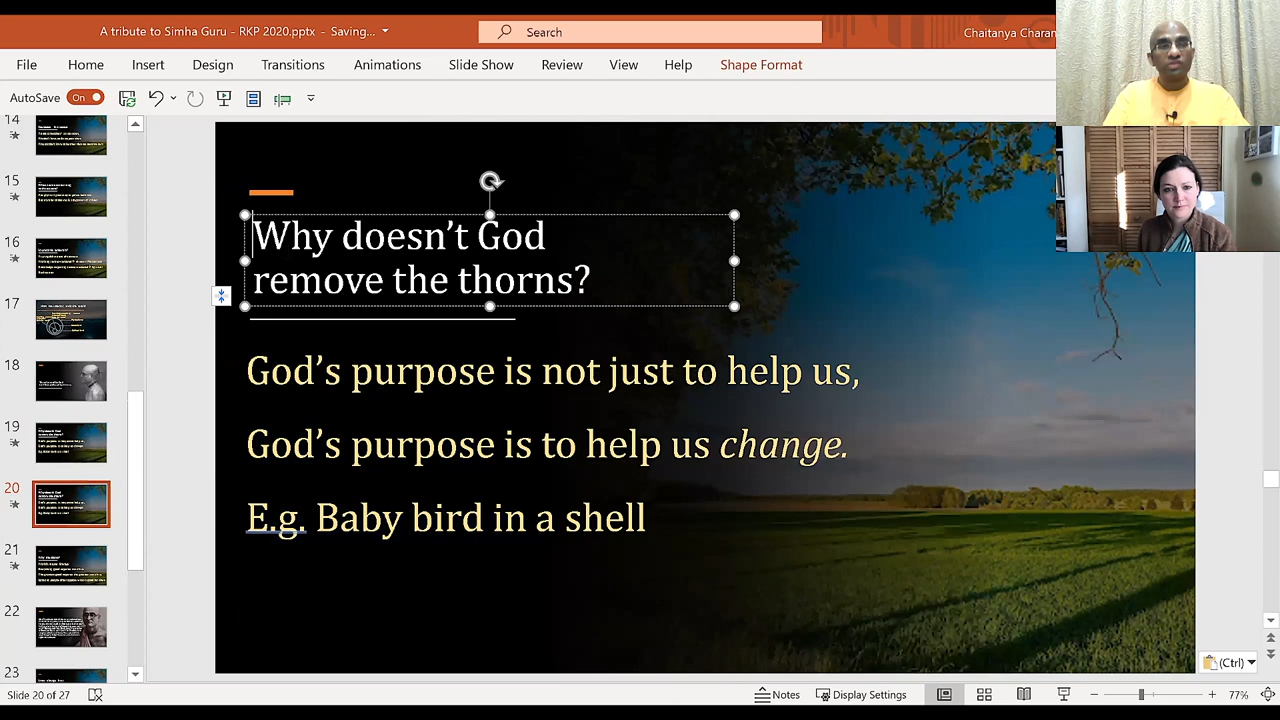 A tribute to Simha Guru - RKP 2020.pptx - Saving...
Search
Chaitanya Charan
File Home Insert Design Transitions Animations Slide Show Review View Help Shape Format
AutoSave On
14
15
16
17
18
19
20
21
22
23
Why doesn’t God
remove the thorns?
God’s purpose is not just to help us,
God’s purpose is to help us change.
E.g. Baby bird in a shell
(Ctrl)
Slide 20 of 27
Notes
Display Settings
77%